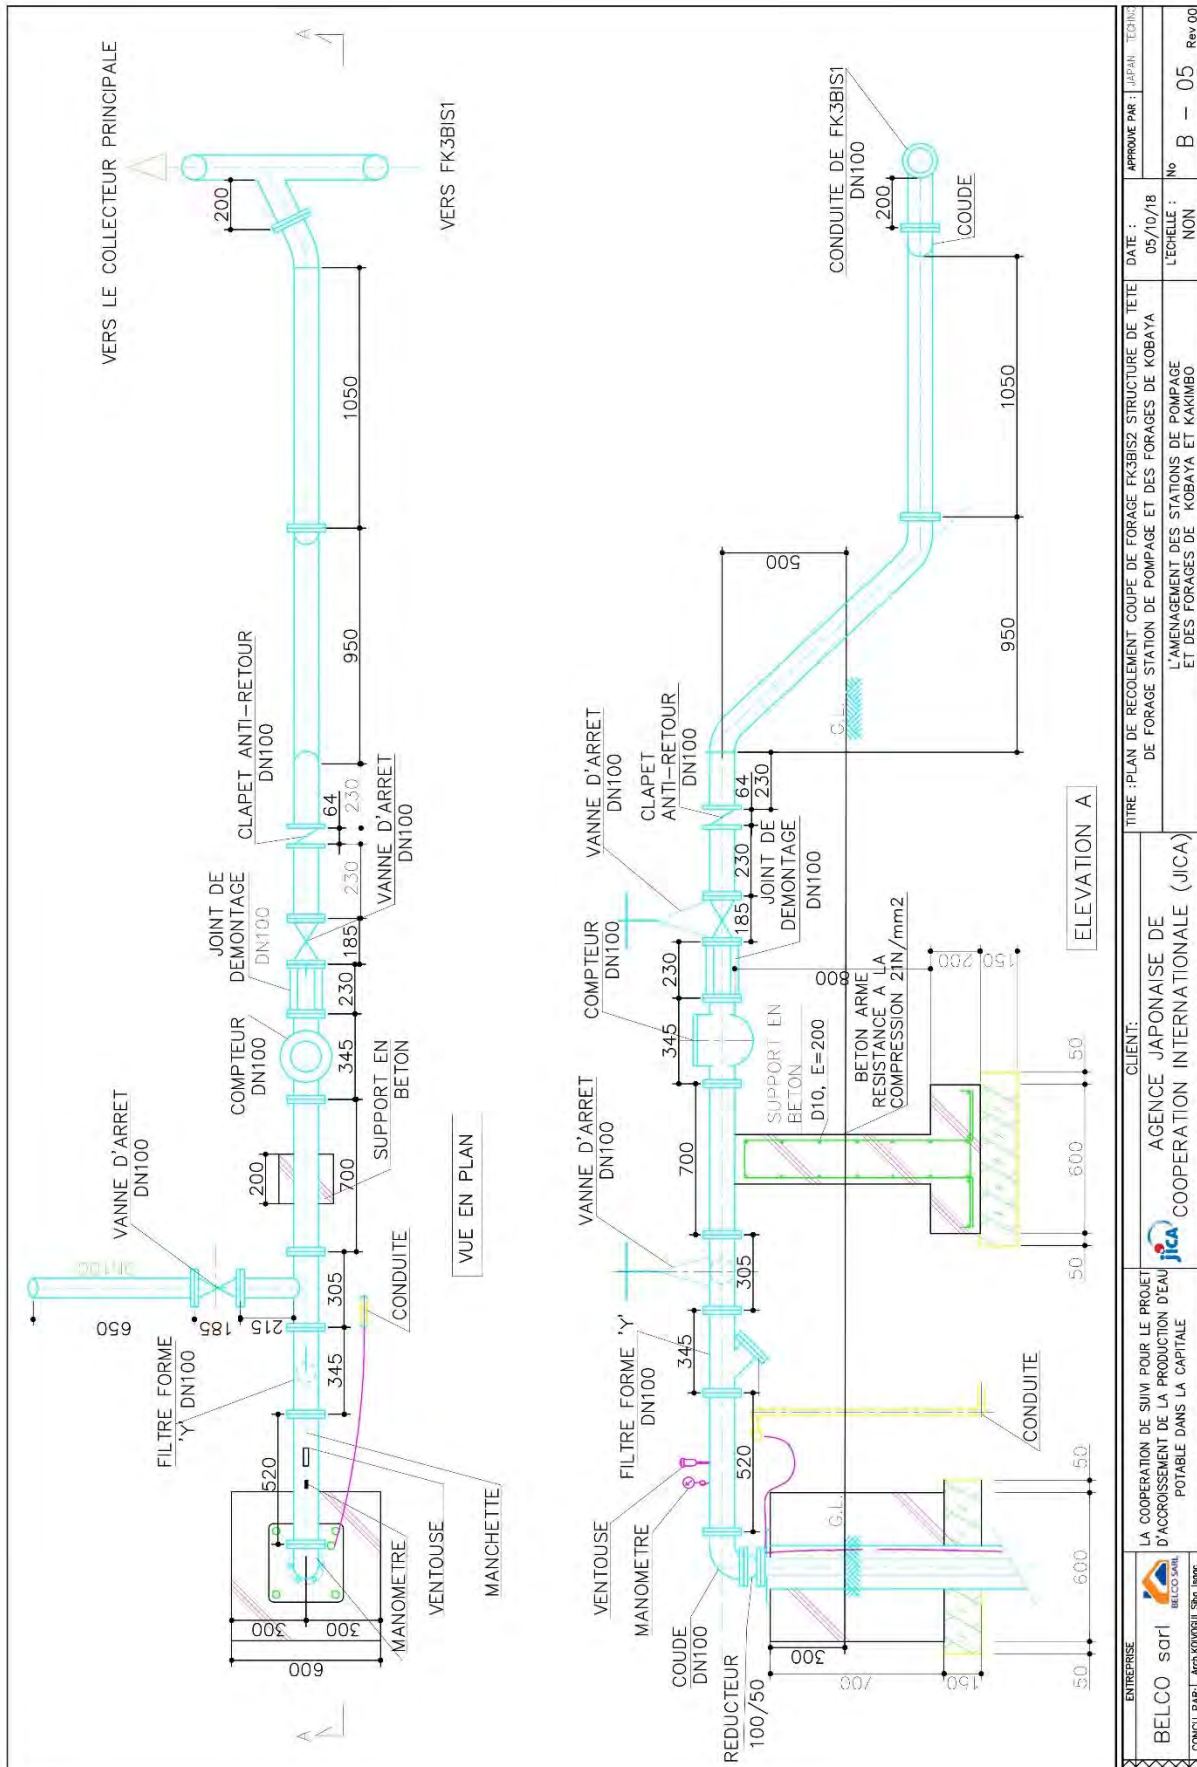 VERS LE COLLECTEUR PRINCIPALE
A
VERS FK3BIS1
200
1050
950
CLAPET ANTI-RETOUR
DN100
64
230
VANNE D'ARRET
DN100
230
185
JOINT DE
DEMONTAGE
DN100
230
COMPTEUR
DN100
345
SUPPORT EN
BETON
200
700
VANNE D'ARRET
DN100
DN100
650
185
215
305
345
CONDUITE
FILTRE FORME
'Y' DN100
520
MANCHETTE
VENTOUSE
MANOMETRE
300
300
600
A
VUE EN PLAN
CONDUITE DE FK3BIS1
DN100
200
COUDE
1050
500
950
G.L.
VANNE D'ARRET
DN100
CLAPET
ANTI-RETOUR
DN100
64
230
230
185
JOINT DE
DEMONTAGE
DN100
COMPTEUR
DN100
230
345
800
200
150
SUPPORT EN
BETON
D10, E=200
BETON ARME
RESISTANCE A LA
COMPRESSION 21N/mm2
50
600
50
VANNE D'ARRET
DN100
700
305
FILTRE FORME 'Y'
DN100
345
520
CONDUITE
VENTOUSE
MANOMETRE
COUDE
DN100
REDUCTEUR
100/50
G.L.
300
700
150
50
600
50
ELEVATION A
ENTREPRISE
BELCO sarl
BELCO SARL
CONCU PAR:
LA COOPERATION DE SUIVI POUR LE PROJET
D'ACCROISSEMENT DE LA PRODUCTION D'EAU
POTABLE DANS LA CAPITALE
CLIENT:
jICA
AGENCE JAPONAISE DE
COOPERATION INTERNATIONALE (JICA)
TITRE :PLAN DE RECOLEMENT COUPE DE FORAGE FK3BIS2 STRUCTURE DE TETE
DE FORAGE STATION DE POMPAGE ET DES FORAGES DE KOBAYA
L'AMENAGEMENT DES STATIONS DE POMPAGE
ET DES FORAGES DE KOBAYA ET KAKIMBO
DATE :
05/10/18
L'ECHELLE :
NON
APPROUVE PAR : JAPAN TECHNO
No
B - 05 Rev 00